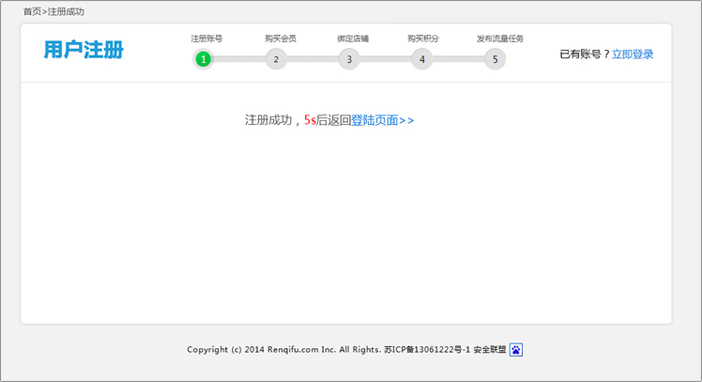 首页>注册成功
用户注册
注册账号 购买会员 绑定店铺 购买积分 发布流量任务
1 2 3 4 5
已有账号？立即登录
注册成功，5s后返回登陆页面>>
Copyright (c) 2014 Renqifu.com Inc. All Rights. 苏ICP备13061222号-1 安全联盟